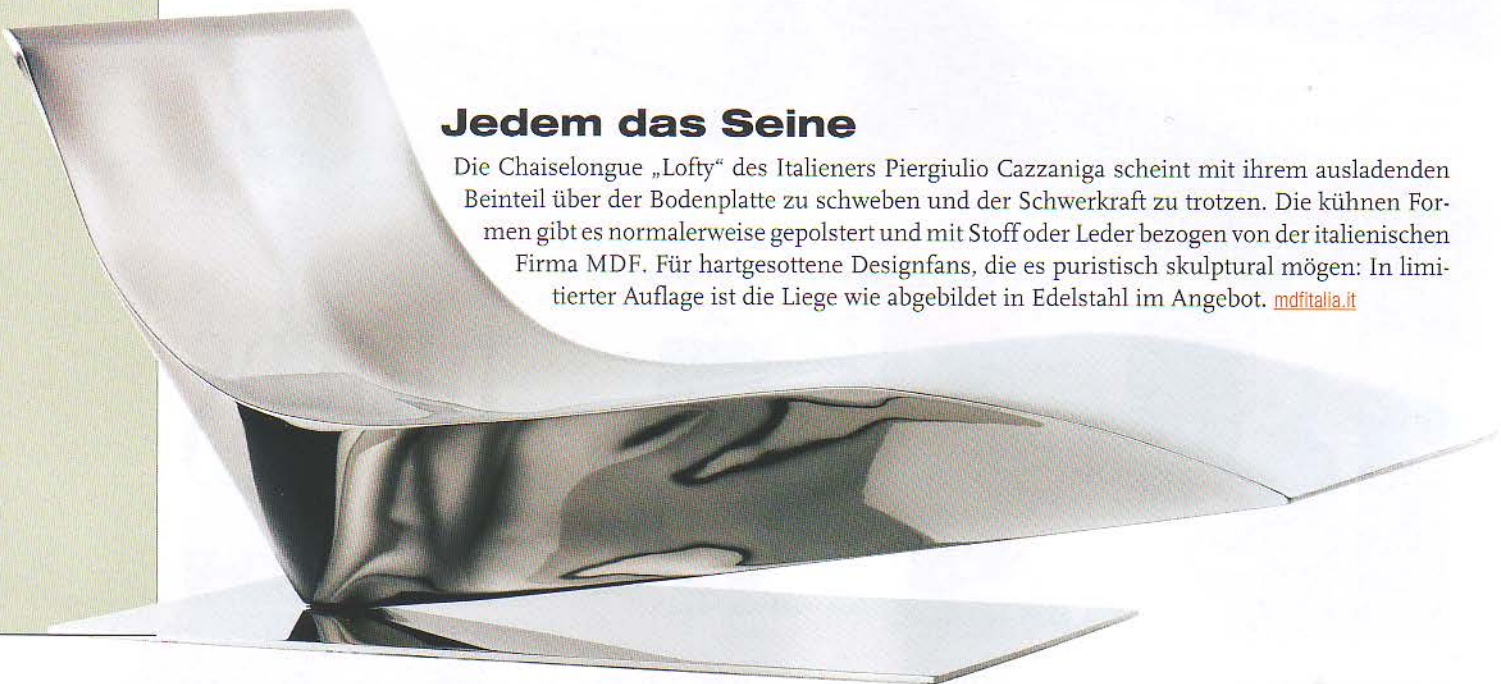 Jedem das Seine
Die Chaiselongue „Lofty“ des Italieners Piergiulio Cazzaniga scheint mit ihrem ausladenden
Beinteil über der Bodenplatte zu schweben und der Schwerkraft zu trotzen. Die kühnen For-
men gibt es normalerweise gepolstert und mit Stoff oder Leder bezogen von der italienischen
Firma MDF. Für hartgesottene Designfans, die es puristisch skulptural mögen: In limi-
tierter Auflage ist die Liege wie abgebildet in Edelstahl im Angebot. mdfitalia.it